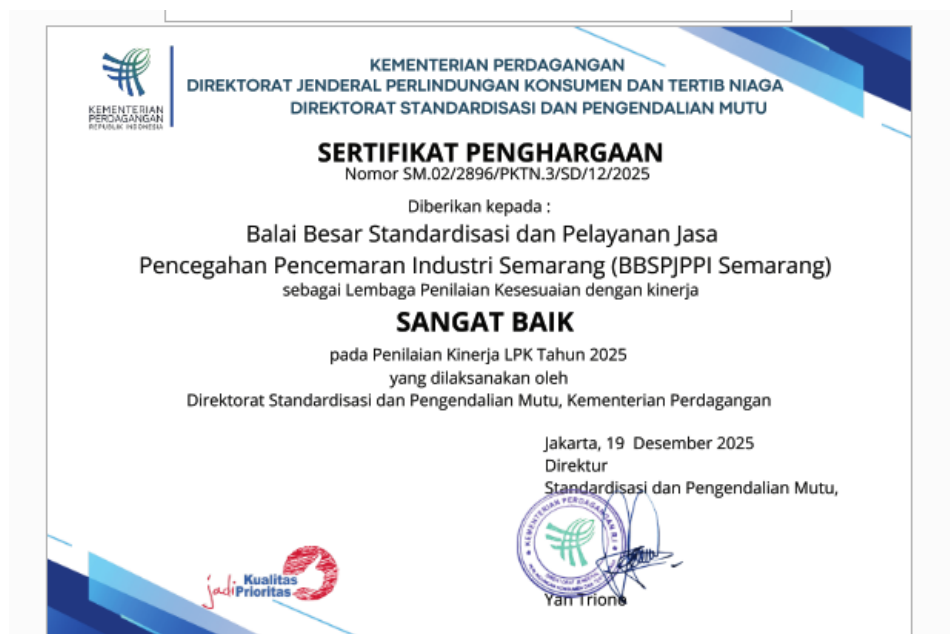 KEMENTERIAN PERDAGANGAN
DIREKTORAT JENDERAL PERLINDUNGAN KONSUMEN DAN TERTIB NIAGA
DIREKTORAT STANDARDISASI DAN PENGENDALIAN MUTU
KEMENTERIAN
PERDAGANGAN
REPUBLIK INDONESIA
SERTIFIKAT PENGHARGAAN
Nomor SM.02/2896/PKTN.3/SD/12/2025
Diberikan kepada :
Balai Besar Standardisasi dan Pelayanan Jasa
Pencegahan Pencemaran Industri Semarang (BBSPJPPI Semarang)
sebagai Lembaga Penilaian Kesesuaian dengan kinerja
SANGAT BAIK
pada Penilaian Kinerja LPK Tahun 2025
yang dilaksanakan oleh
Direktorat Standardisasi dan Pengendalian Mutu, Kementerian Perdagangan
Jakarta, 19 Desember 2025
Direktur
Standardisasi dan Pengendalian Mutu,
KEMENTERIAN PERDAGANGAN R.I
DIREKTORAT JENDERAL
Yan Triono
jadi Kualitas
Prioritas